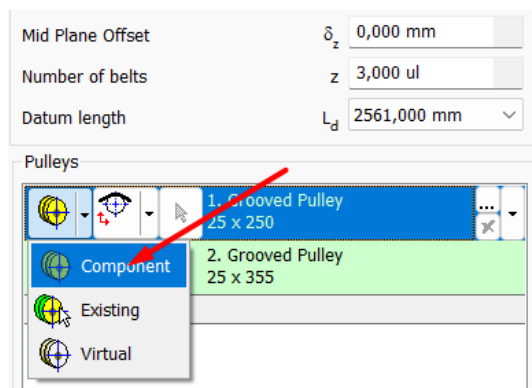 Mid Plane Offset δz 0,000 mm
Number of belts z 3,000 ul
Datum length Ld 2561,000 mm
Pulleys
1. Grooved Pulley
25 x 250
...
Component
2. Grooved Pulley
25 x 355
Existing
Virtual